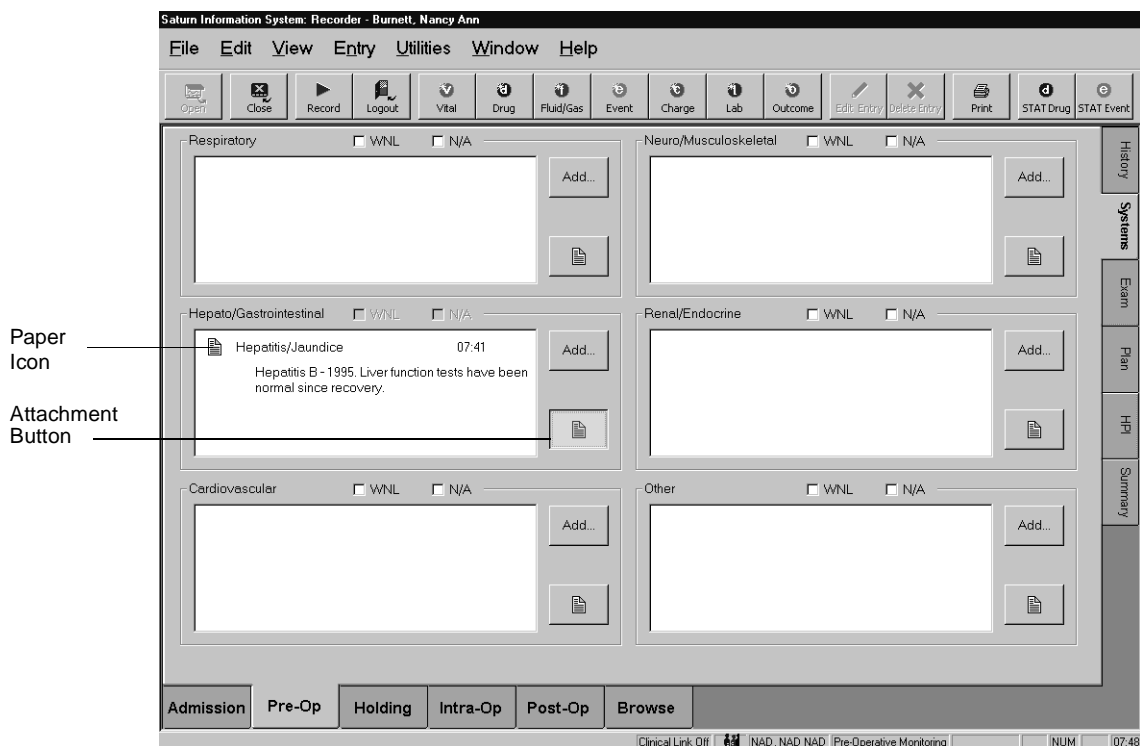 Saturn Information System: Recorder - Burnett, Nancy Ann
File Edit View Entry Utilities Window Help
Open Close Record Logout Vital Drug Fluid/Gas Event Charge Lab Outcome Edit Entry Delete Entry Print STAT Drug STAT Event
Respiratory WNL N/A
Add...
Neuro/Musculoskeletal WNL N/A
Add...
Hepato/Gastrointestinal WNL N/A
Hepatitis/Jaundice 07:41
Hepatitis B - 1995. Liver function tests have been
normal since recovery.
Add...
Renal/Endocrine WNL N/A
Add...
Cardiovascular WNL N/A
Add...
Other WNL N/A
Add...
History
Systems
Exam
Plan
HPI
Summary
Paper
Icon
Attachment
Button
Admission Pre-Op Holding Intra-Op Post-Op Browse
Clinical Link Off NAD, NAD NAD Pre-Operative Monitoring NUM 07:48